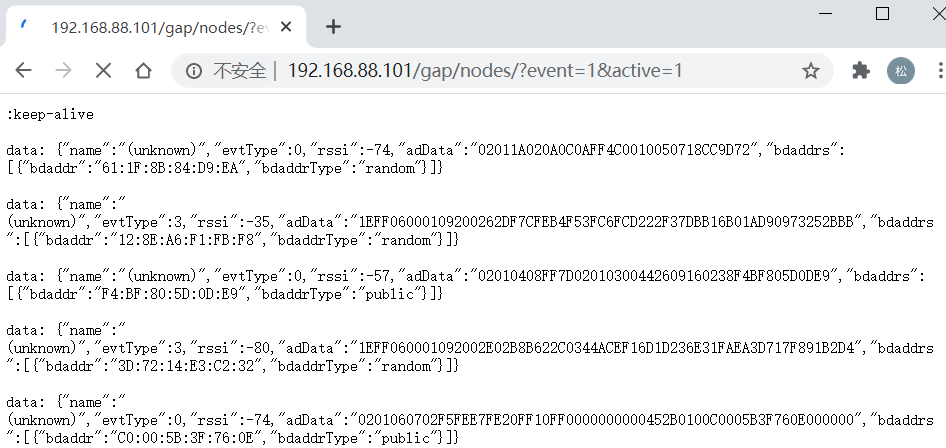 192.168.88.101/gap/nodes/?ev
不安全 | 192.168.88.101/gap/nodes/?event=1&active=1
松
:keep-alive
data: {"name":"(unknown)","evtType":0,"rssi":-74,"adData":"02011A020A0C0AFF4C0010050718CC9D72","bdaddrs":
[{"bdaddr":"61:1F:8B:84:D9:EA","bdaddrType":"random"}]}
data: {"name":"
(unknown)","evtType":3,"rssi":-35,"adData":"1EFF06000109200262DF7CFEB4F53FC6FCD222F37DBB16B01AD90973252BBB","bdaddrs
":[{"bdaddr":"12:8E:A6:F1:FB:F8","bdaddrType":"random"}]}
data: {"name":"(unknown)","evtType":0,"rssi":-57,"adData":"02010408FF7D02010300442609160238F4BF805D0DE9","bdaddrs":
[{"bdaddr":"F4:BF:80:5D:0D:E9","bdaddrType":"public"}]}
data: {"name":"
(unknown)","evtType":3,"rssi":-80,"adData":"1EFF060001092002E02B8B622C0344ACEF16D1D236E31FAEA3D717F891B2D4","bdaddrs
":[{"bdaddr":"3D:72:14:E3:C2:32","bdaddrType":"random"}]}
data: {"name":"
(unknown)","evtType":0,"rssi":-74,"adData":"0201060702F5FEE7FE20FF10FF0000000000452B0100C0005B3F760E000000","bdaddrs
":[{"bdaddr":"C0:00:5B:3F:76:0E","bdaddrType":"public"}]}